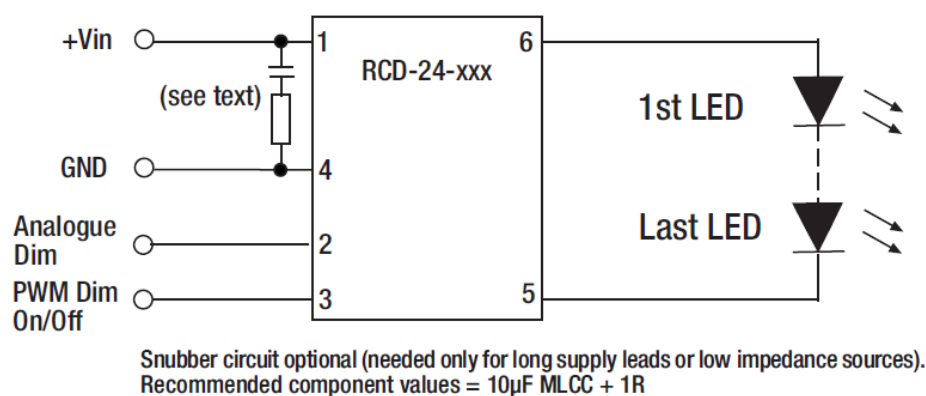 +Vin
1
6
RCD-24-xxx
(see text)
1st LED
GND
4
Analogue
Dim
2
Last LED
PWM Dim
On/Off
3
5
Snubber circuit optional (needed only for long supply leads or low impedance sources).
Recommended component values = 10µF MLCC + 1R